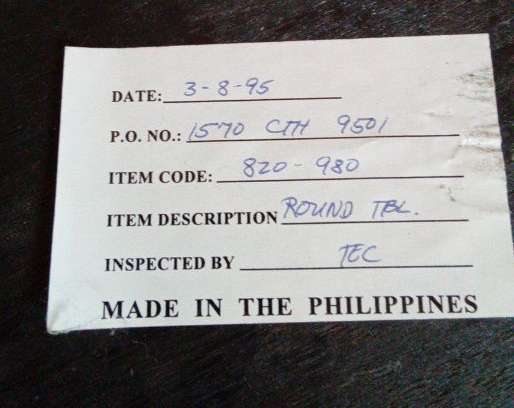 DATE: 3-8-95
P.O. NO.: 1570 CTH 9501
ITEM CODE: 820-980
ITEM DESCRIPTION ROUND TBL.
INSPECTED BY TEC
MADE IN THE PHILIPPINES